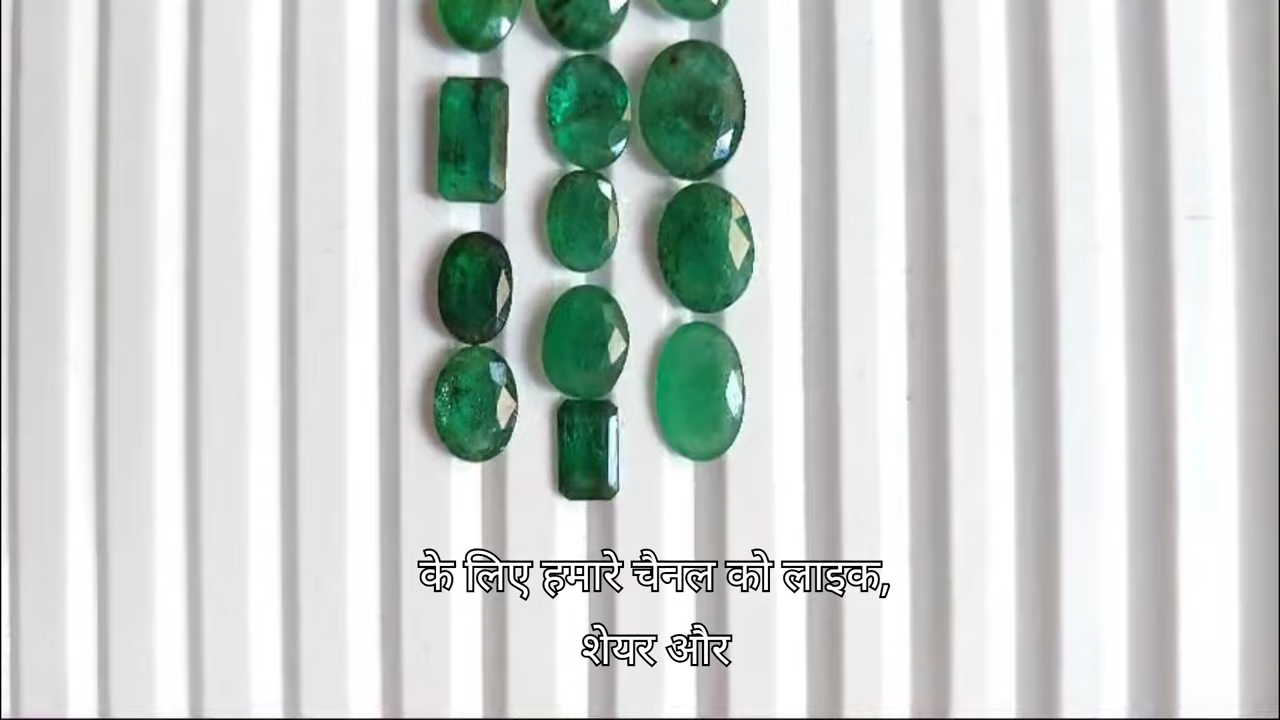 के लिए हमारे चैनल को लाइक,
शेयर और